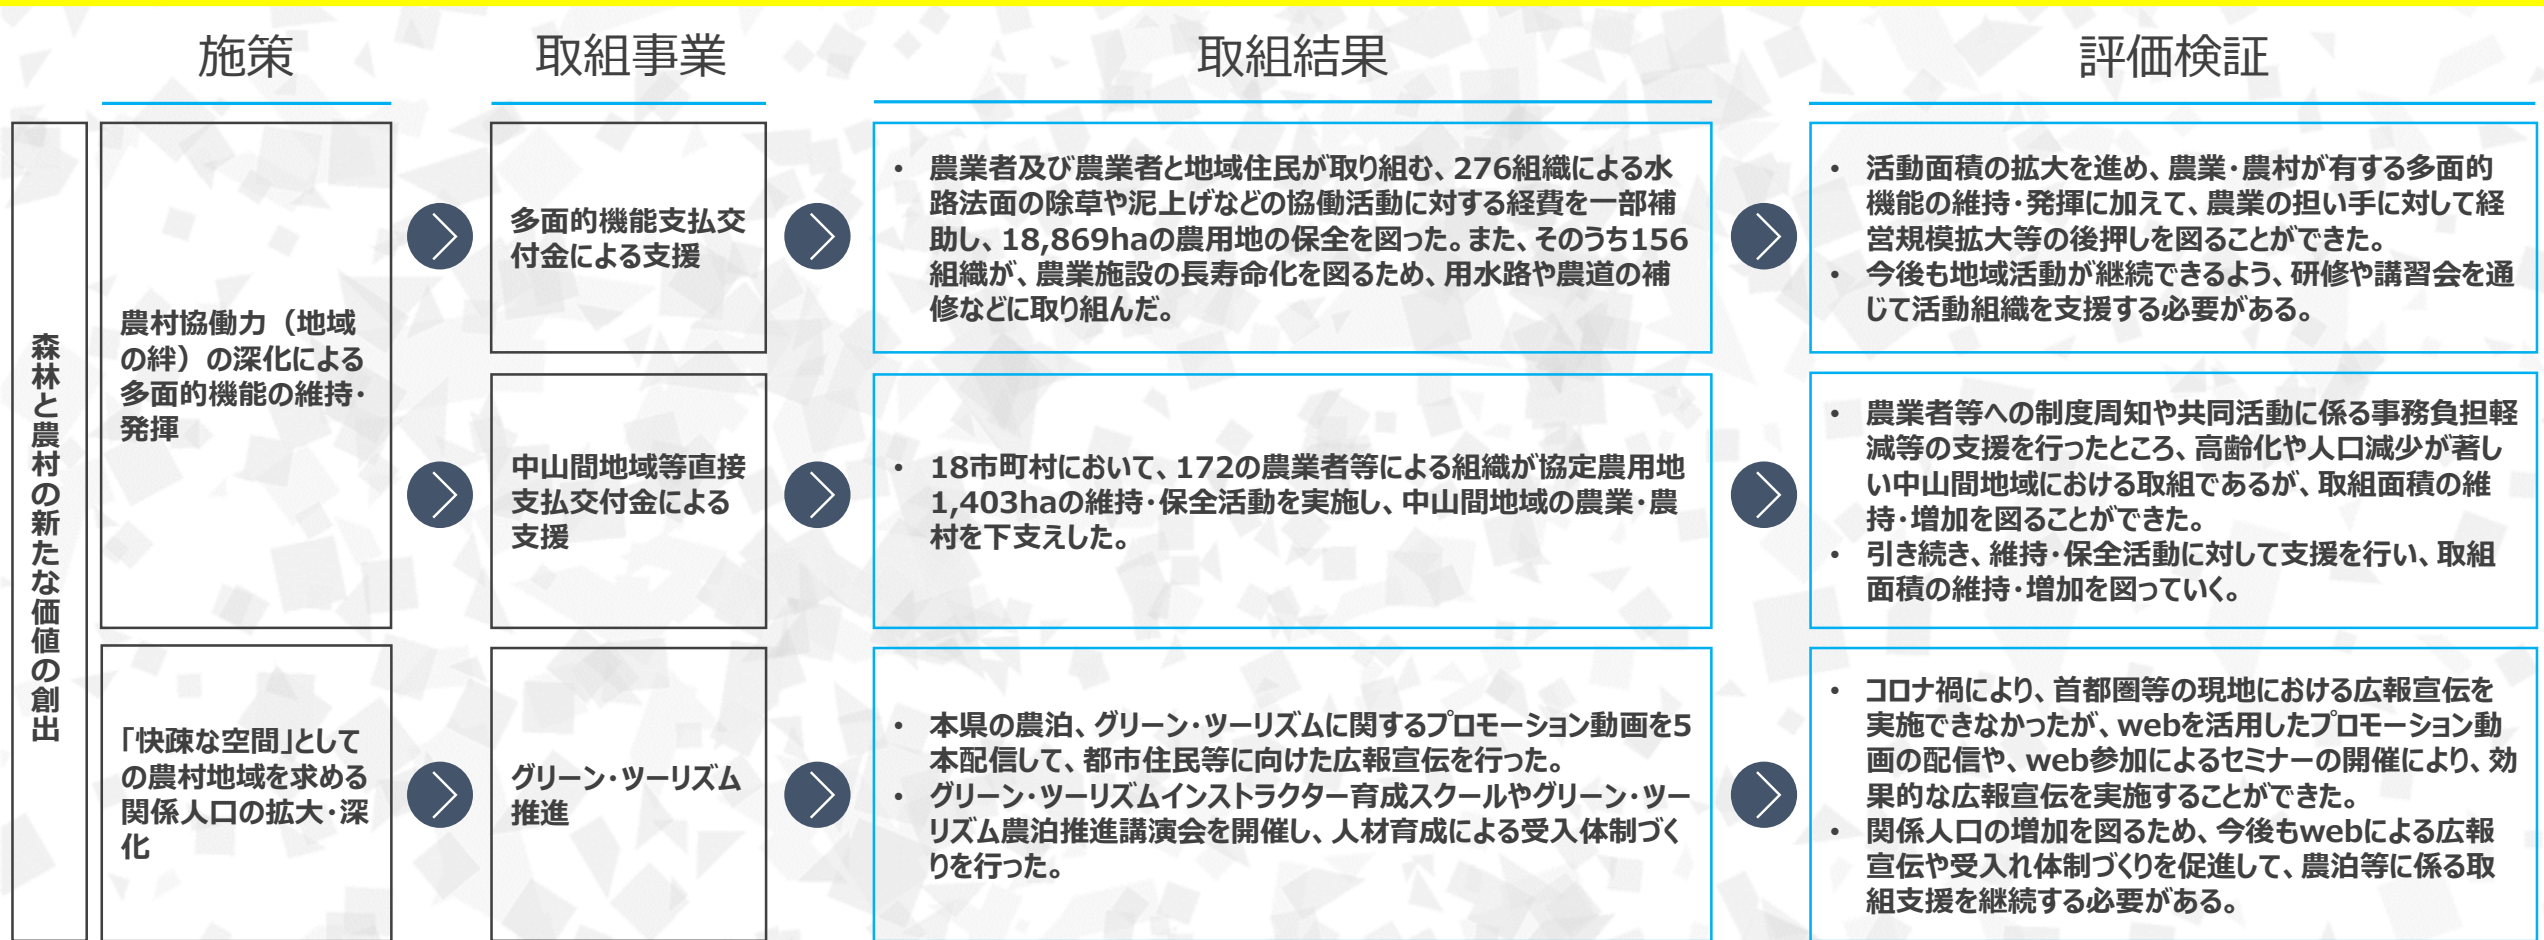 施策
取組事業
取組結果
評価検証
森林と農村の新たな価値の創出
農村協働力（地域
の絆）の深化による
多面的機能の維持・
発揮
多面的機能支払交
付金による支援
• 農業者及び農業者と地域住民が取り組む、276組織による水
路法面の除草や泥上げなどの協働活動に対する経費を一部補
助し、18,869haの農用地の保全を図った。また、そのうち156
組織が、農業施設の長寿命化を図るため、用水路や農道の補
修などに取り組んだ。
• 活動面積の拡大を進め、農業・農村が有する多面的
機能の維持・発揮に加えて、農業の担い手に対して経
営規模拡大等の後押しを図ることができた。
• 今後も地域活動が継続できるよう、研修や講習会を通
じて活動組織を支援する必要がある。
中山間地域等直接
支払交付金による
支援
• 18市町村において、172の農業者等による組織が協定農用地
1,403haの維持・保全活動を実施し、中山間地域の農業・農
村を下支えした。
• 農業者等への制度周知や共同活動に係る事務負担軽
減等の支援を行ったところ、高齢化や人口減少が著し
い中山間地域における取組であるが、取組面積の維
持・増加を図ることができた。
• 引き続き、維持・保全活動に対して支援を行い、取組
面積の維持・増加を図っていく。
「快疎な空間」として
の農村地域を求める
関係人口の拡大・深
化
グリーン・ツーリズム
推進
• 本県の農泊、グリーン・ツーリズムに関するプロモーション動画を5
本配信して、都市住民等に向けた広報宣伝を行った。
• グリーン・ツーリズムインストラクター育成スクールやグリーン・ツー
リズム農泊推進講演会を開催し、人材育成による受入体制づく
りを行った。
• コロナ禍により、首都圏等の現地における広報宣伝を
実施できなかったが、webを活用したプロモーション動
画の配信や、web参加によるセミナーの開催により、効
果的な広報宣伝を実施することができた。
• 関係人口の増加を図るため、今後もwebによる広報
宣伝や受入れ体制づくりを促進して、農泊等に係る取
組支援を継続する必要がある。